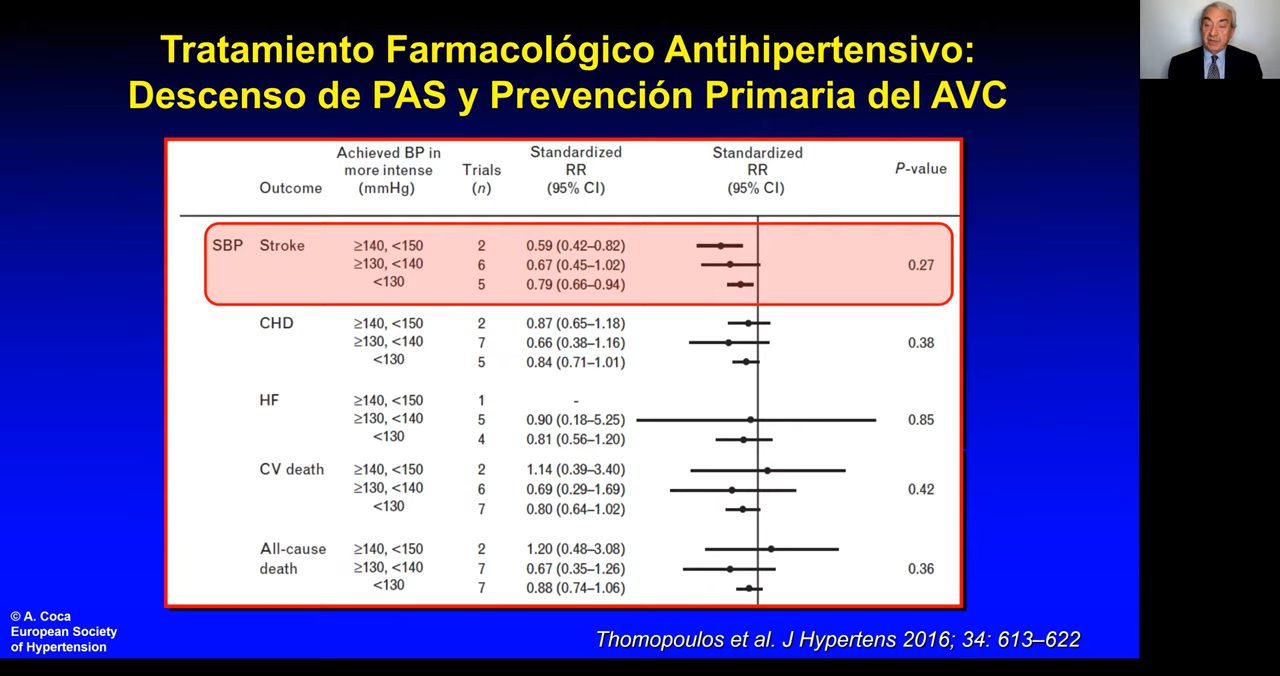 Tratamiento Farmacológico Antihipertensivo:
Descenso de PAS y Prevención Primaria del AVC
Outcome Achieved BP in more intense (mmHg) Trials (n) Standardized RR (95% CI) Standardized RR (95% CI) P-value
SBP Stroke ≥140, <150 2 0.59 (0.42–0.82)
≥130, <140 6 0.67 (0.45–1.02) 0.27
<130 5 0.79 (0.66–0.94)
CHD ≥140, <150 2 0.87 (0.65–1.18)
≥130, <140 7 0.66 (0.38–1.16) 0.38
<130 5 0.84 (0.71–1.01)
HF ≥140, <150 1 -
≥130, <140 5 0.90 (0.18–5.25) 0.85
<130 4 0.81 (0.56–1.20)
CV death ≥140, <150 2 1.14 (0.39–3.40)
≥130, <140 6 0.69 (0.29–1.69) 0.42
<130 7 0.80 (0.64–1.02)
All-cause ≥140, <150 2 1.20 (0.48–3.08)
death ≥130, <140 7 0.67 (0.35–1.26) 0.36
<130 7 0.88 (0.74–1.06)
© A. Coca
European Society
of Hypertension
Thomopoulos et al. J Hypertens 2016; 34: 613–622